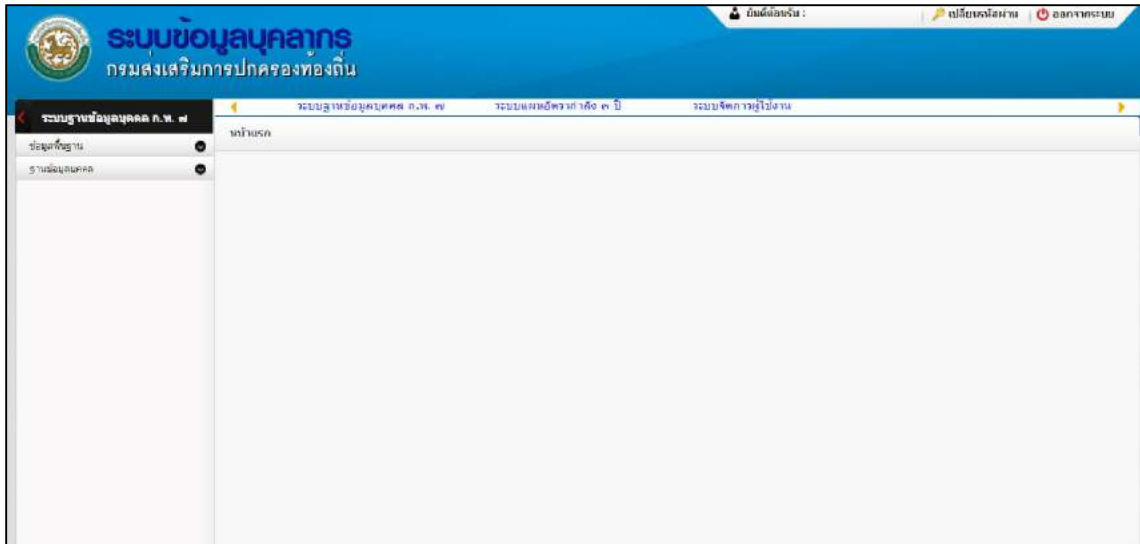 ยินดีต้อนรับ :
เปลี่ยนรหัสผ่าน
ออกจากระบบ
ระบบข้อมูลบุคลากร
กรมส่งเสริมการปกครองท้องถิ่น
ระบบฐานข้อมูลบุคคล ก.พ. ๗
ระบบแผนอัตรากำลัง ๓ ปี
ระบบจัดการผู้ใช้งาน
ระบบฐานข้อมูลบุคคล ก.พ. ๗
หน้าแรก
ข้อมูลพื้นฐาน
ฐานข้อมูลบุคคล